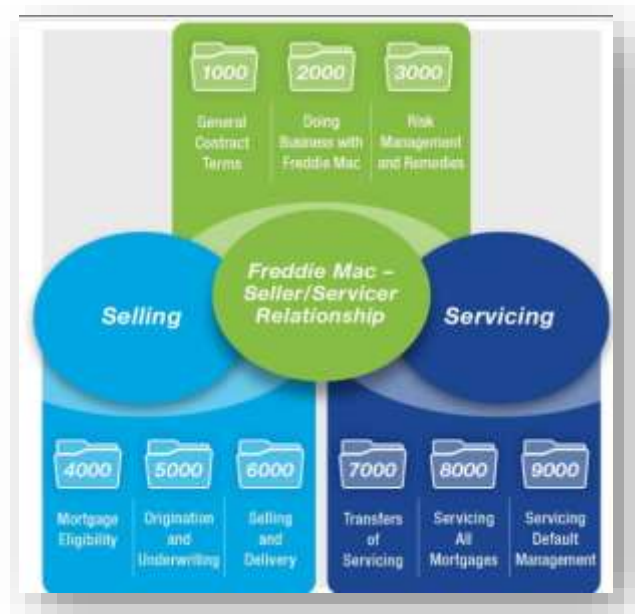 1000
2000
3000
General
Contract
Terms
Doing
Business with
Freddie Mac
Risk
Management
and Remedies
Selling
Freddie Mac –
Seller/Servicer
Relationship
Servicing
4000
5000
6000
7000
8000
9000
Mortgage
Eligibility
Origination
and
Underwriting
Selling
and
Delivery
Transfers
of
Servicing
Servicing
All
Mortgages
Servicing
Default
Management